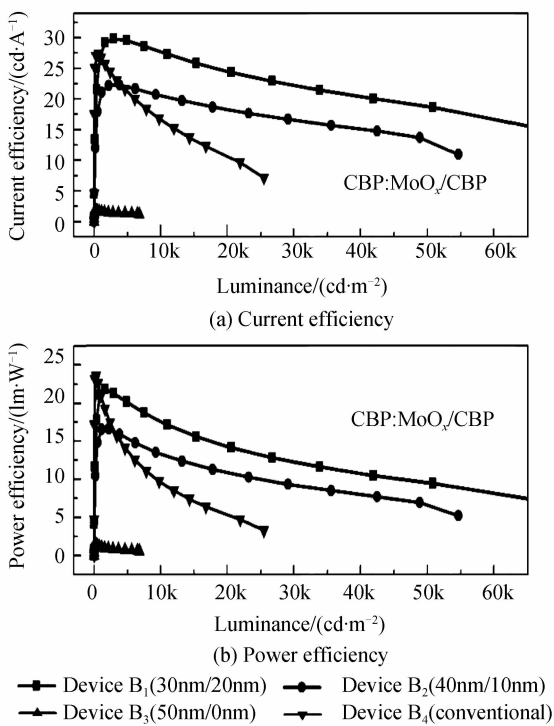 30
25
20
15
10
5
0
Current efficiency/(cd·A⁻¹)
CBP:MoOₓ/CBP
0 10k 20k 30k 40k 50k 60k
Luminance/(cd·m⁻²)
(a) Current efficiency
25
20
15
10
5
0
Power efficiency/(lm·W⁻¹)
CBP:MoOₓ/CBP
0 10k 20k 30k 40k 50k 60k
Luminance/(cd·m⁻²)
(b) Power efficiency
Device B₁(30nm/20nm) Device B₂(40nm/10nm)
Device B₃(50nm/0nm) Device B₄(conventional)